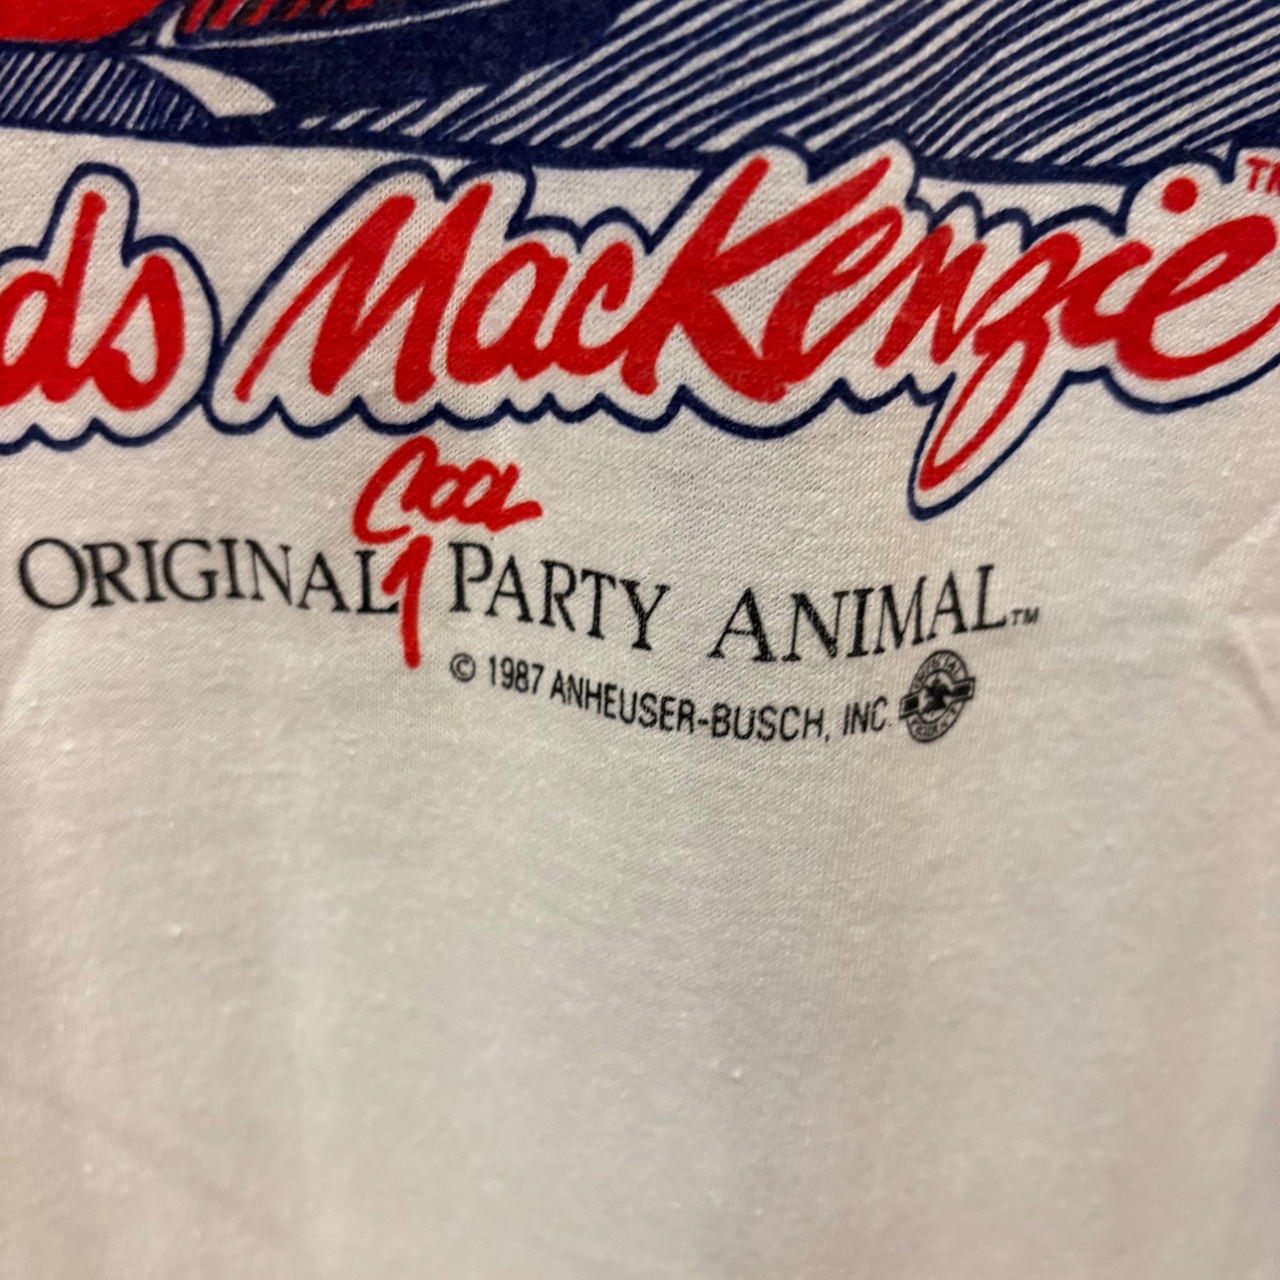 ds MacKenzie™
Cool
ORIGINAL PARTY ANIMAL™
© 1987 ANHEUSER-BUSCH, INC.